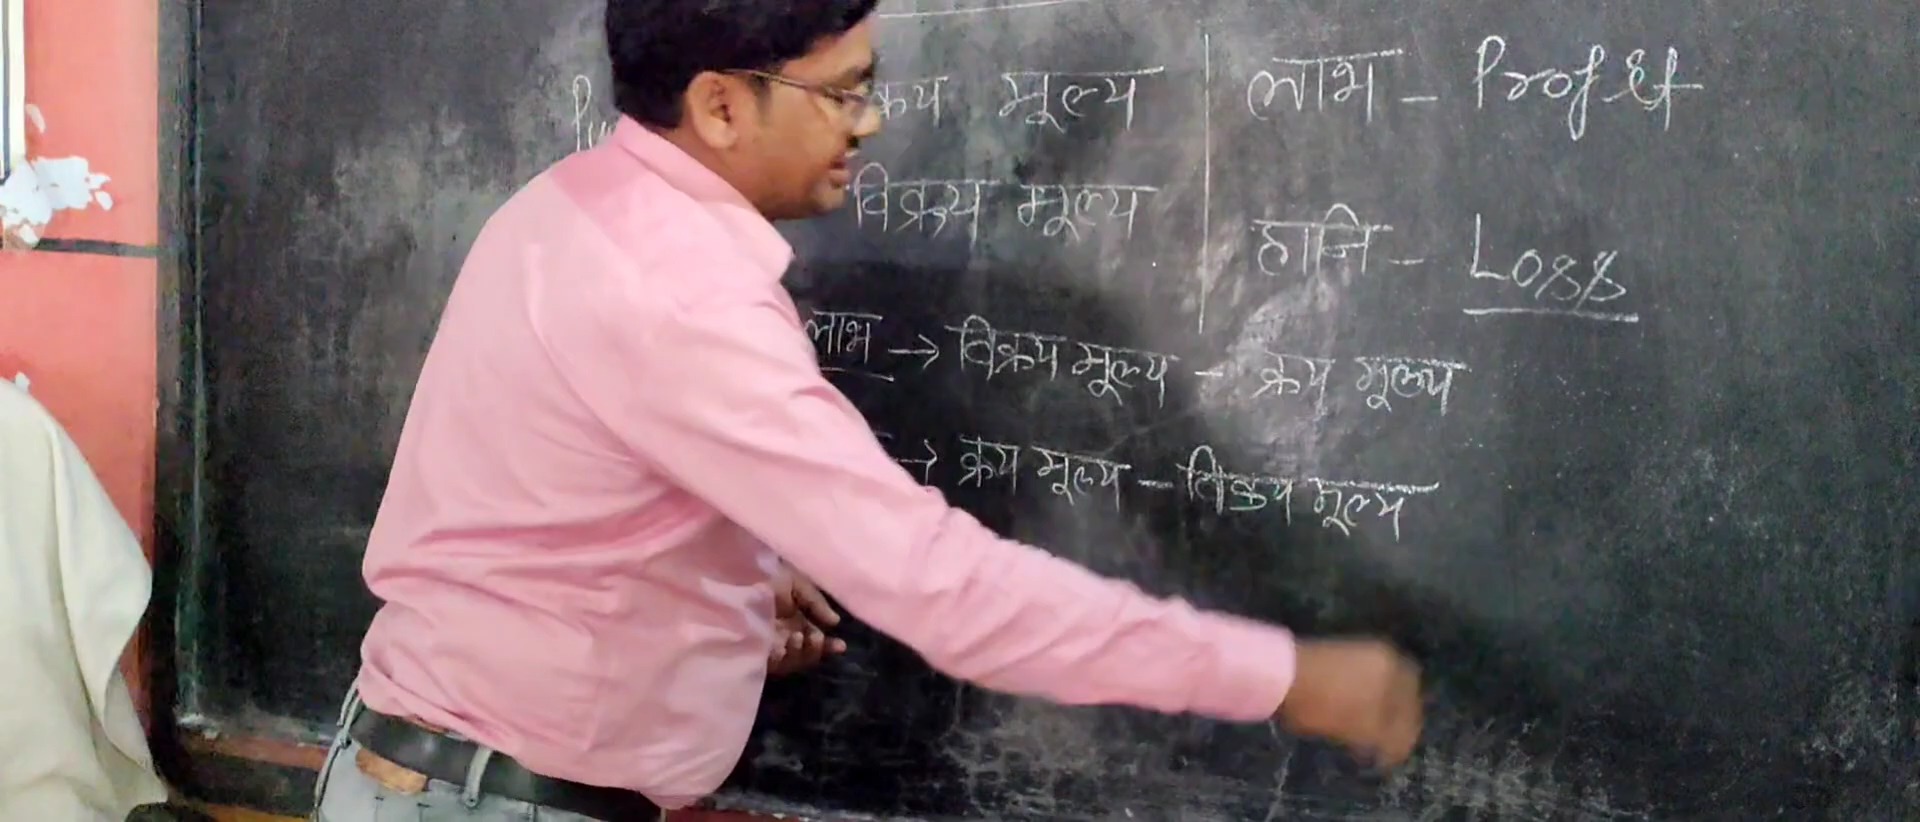 क्रय मूल्य
विक्रय मूल्य
लाभ - Profit
हानि - Loss
लाभ → विक्रय मूल्य - क्रय मूल्य
→ क्रय मूल्य - विक्रय मूल्य